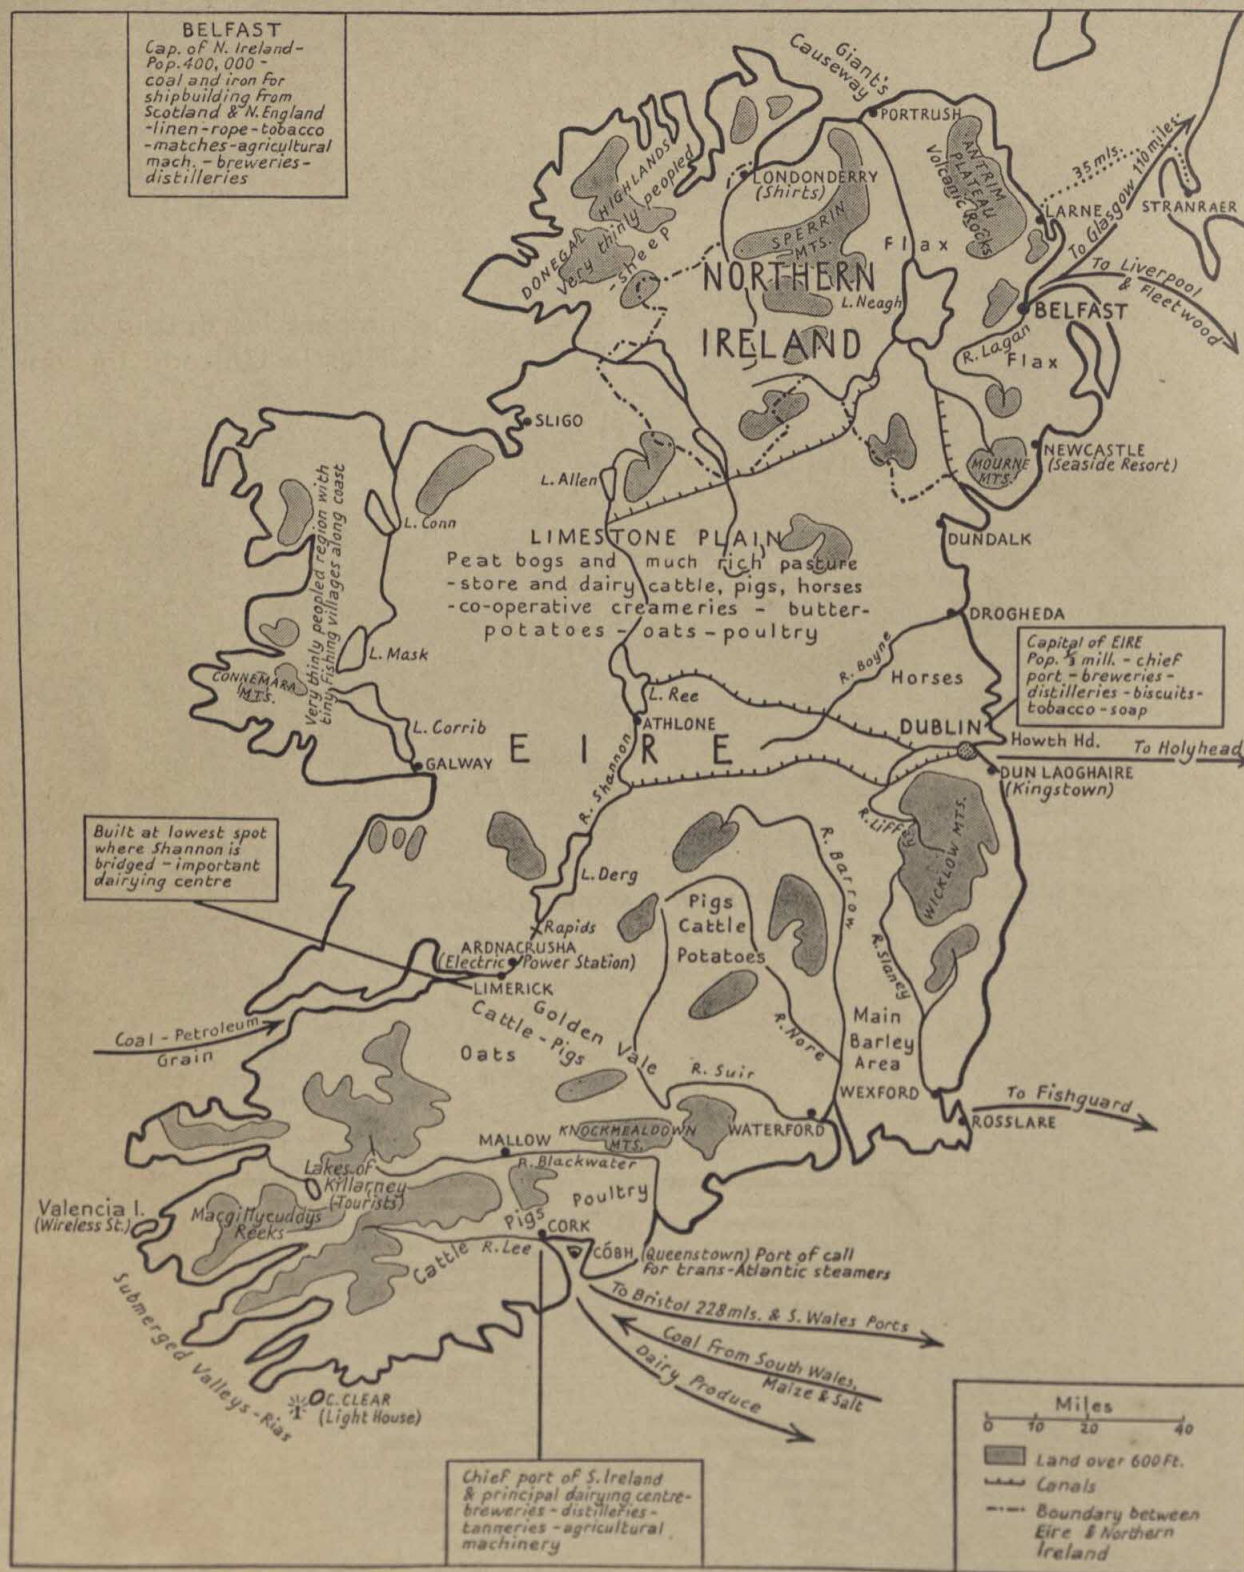 BELFAST
Cap. of N. Ireland-
Pop. 400,000 -
coal and iron for
shipbuilding from
Scotland & N. England
-linen-rope-tobacco
-matches-agricultural
mach. - breweries-
distilleries
Giant's
Causeway
PORTRUSH
DONEGAL HIGHLANDS
Very thinly peopled
-sheep
LONDONDERRY
(Shirts)
SPERRIN
MTS.
ANTRIM
PLATEAU
Volcanic Rocks
Flax
35 mls.
LARNE
STRANRAER
To Glasgow 110 miles
To Liverpool
& Fleetwood
NORTHERN
IRELAND
L. Neagh
BELFAST
R. Lagan
Flax
SLIGO
NEWCASTLE
(Seaside Resort)
MOURNE
MTS.
L. Allen
L. Conn
Very thinly peopled region with
tiny fishing villages along coast
LIMESTONE PLAIN
Peat bogs and much rich pasture
-store and dairy cattle, pigs, horses
-co-operative creameries - butter-
potatoes - oats - poultry
DUNDALK
DROGHEDA
Capital of EIRE
Pop. ½ mill. - chief
port - breweries-
distilleries - biscuits-
tobacco - soap
R. Boyne
Horses
L. Mask
CONNEMARA
MTS.
L. Ree
ATHLONE
L. Corrib
GALWAY
EIRE
DUBLIN
Howth Hd.
To Holyhead
DUN LAOGHAIRE
(Kingstown)
R. Shannon
R. Liffey
WICKLOW MTS.
Built at lowest spot
where Shannon is
bridged - important
dairying centre
L. Derg
R. Barrow
Pigs
Cattle
Potatoes
Rapids
ARDNACRUSHA
(Electric Power Station)
LIMERICK
R. Slaney
Golden Vale
Cattle - Pigs
Oats
R. Nore
Main
Barley
Area
Coal - Petroleum
Grain
R. Suir
WEXFORD
To Fishguard
ROSSLARE
MALLOW
KNOCKMEALDOWN
MTS.
WATERFORD
R. Blackwater
Lakes of
Killarney
(Tourists)
Poultry
Valencia I.
(Wireless St.)
Macgillycuddys
Reeks
Pigs
CORK
Cattle
R. Lee
CÓBH (Queenstown) Port of call
for trans-Atlantic steamers
Submerged Valleys - Rias
To Bristol 228 mls. & S. Wales Ports
Coal from South Wales,
Maize & Salt
Dairy Produce
C. CLEAR
(Light House)
Chief port of S. Ireland
& principal dairying centre-
breweries - distilleries-
tanneries - agricultural
machinery
Miles
0 10 20 40
Land over 600 Ft.
Canals
Boundary between
Eire & Northern
Ireland